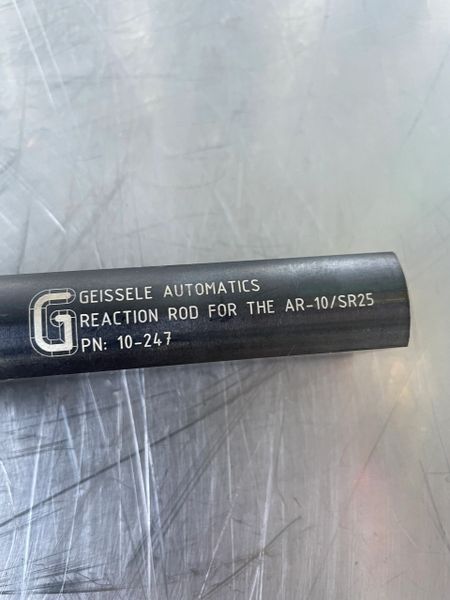 G GEISSELE AUTOMATICS
REACTION ROD FOR THE AR-10/SR25
PN: 10-247